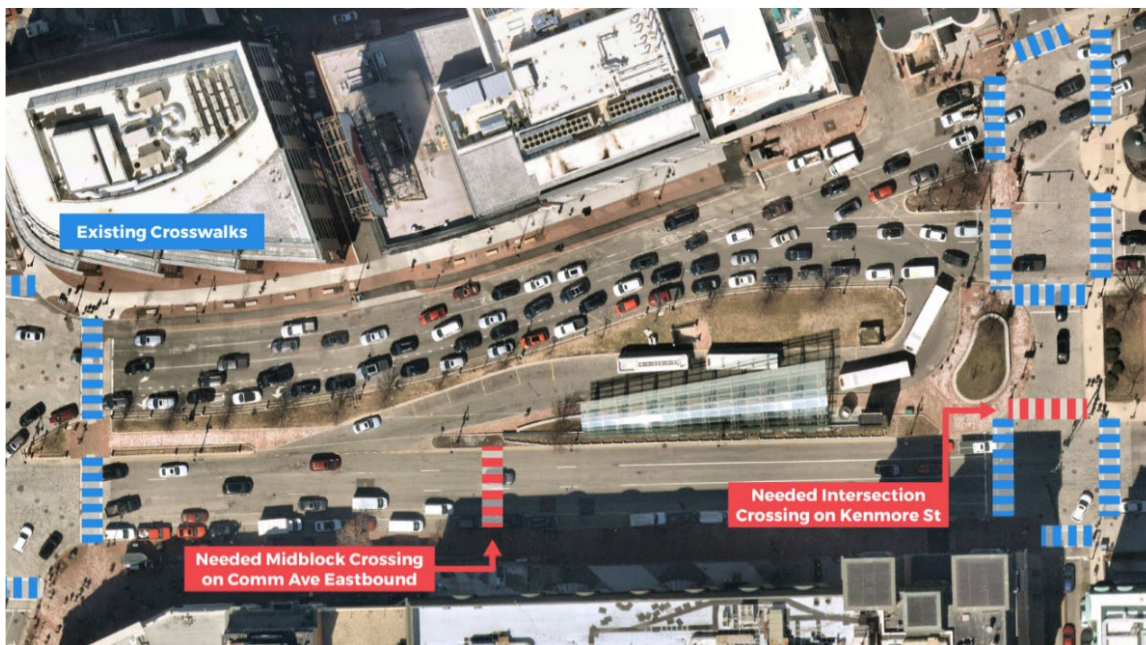 Existing Crosswalks
Needed Intersection
Crossing on Kenmore St
Needed Midblock Crossing
on Comm Ave Eastbound